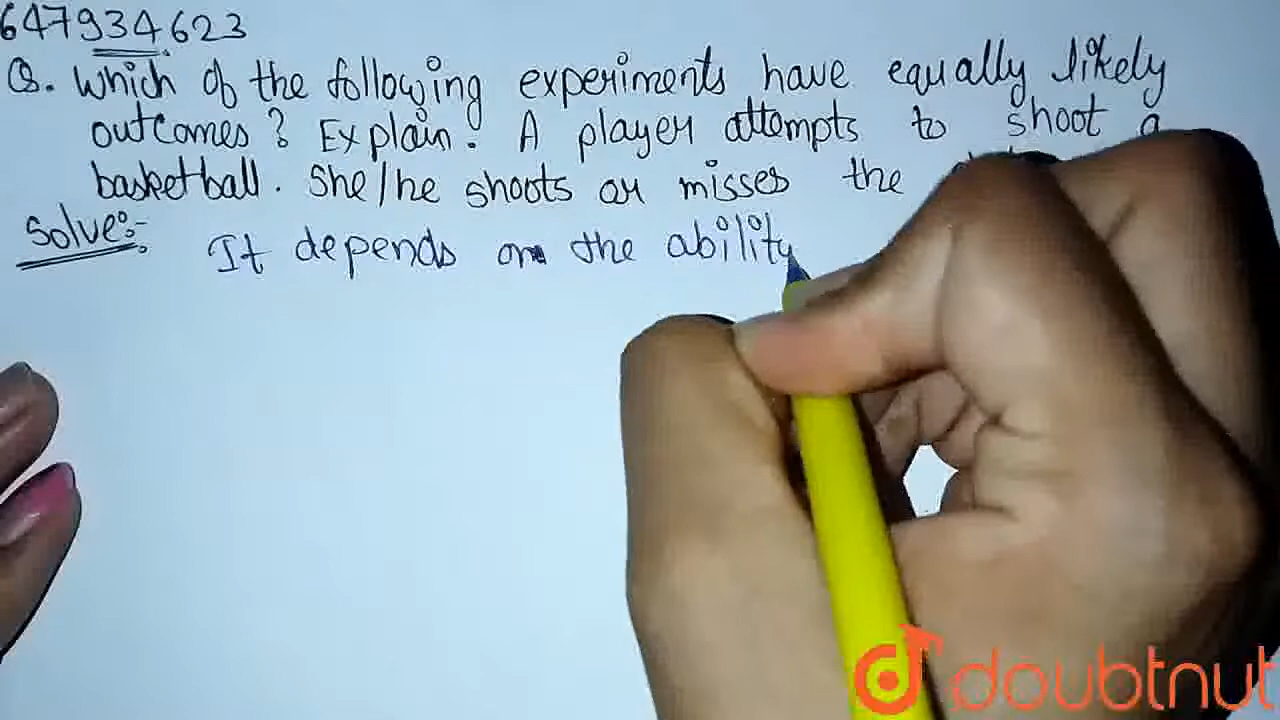 647934623
Q. Which of the following experiments have equally likely
outcomes? Explain. A player attempts to shoot a
basketball. She/he shoots or misses the
Solve:-
It depends on the ability
doubtnut